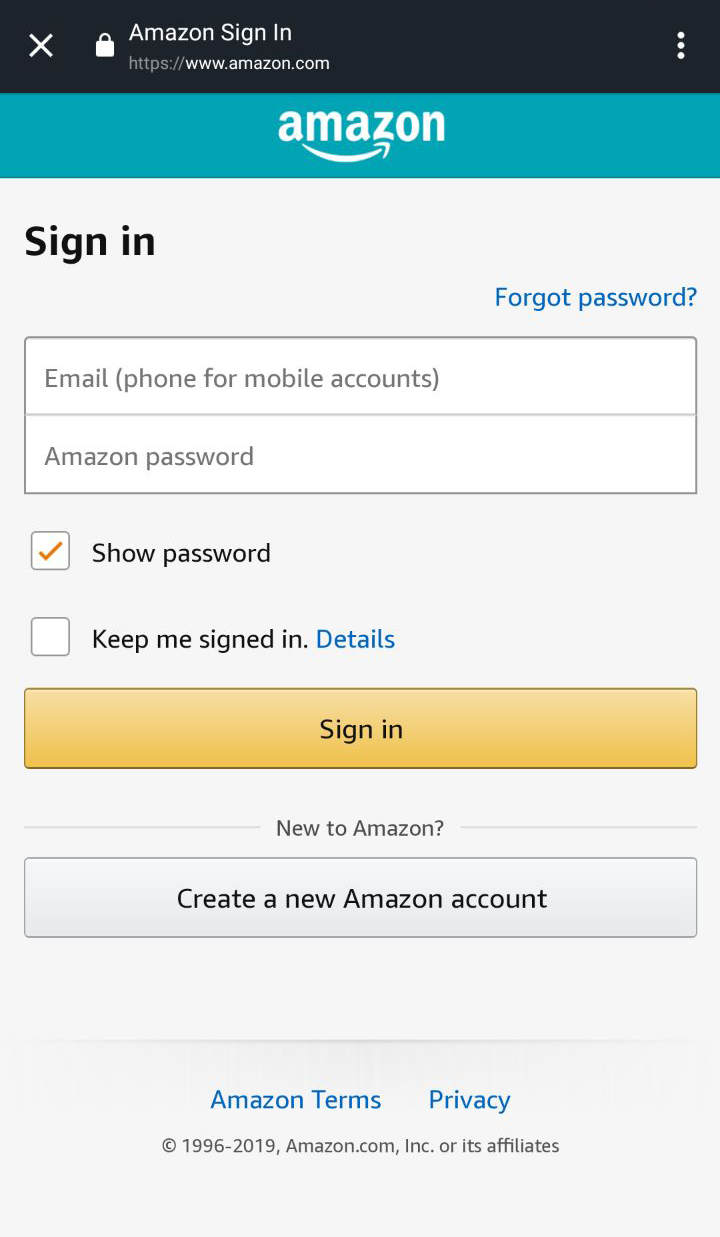 Amazon Sign In
https://www.amazon.com
amazon
Sign in
Forgot password?
Email (phone for mobile accounts)
Amazon password
Show password
Keep me signed in. Details
Sign in
New to Amazon?
Create a new Amazon account
Amazon Terms Privacy
© 1996-2019, Amazon.com, Inc. or its affiliates